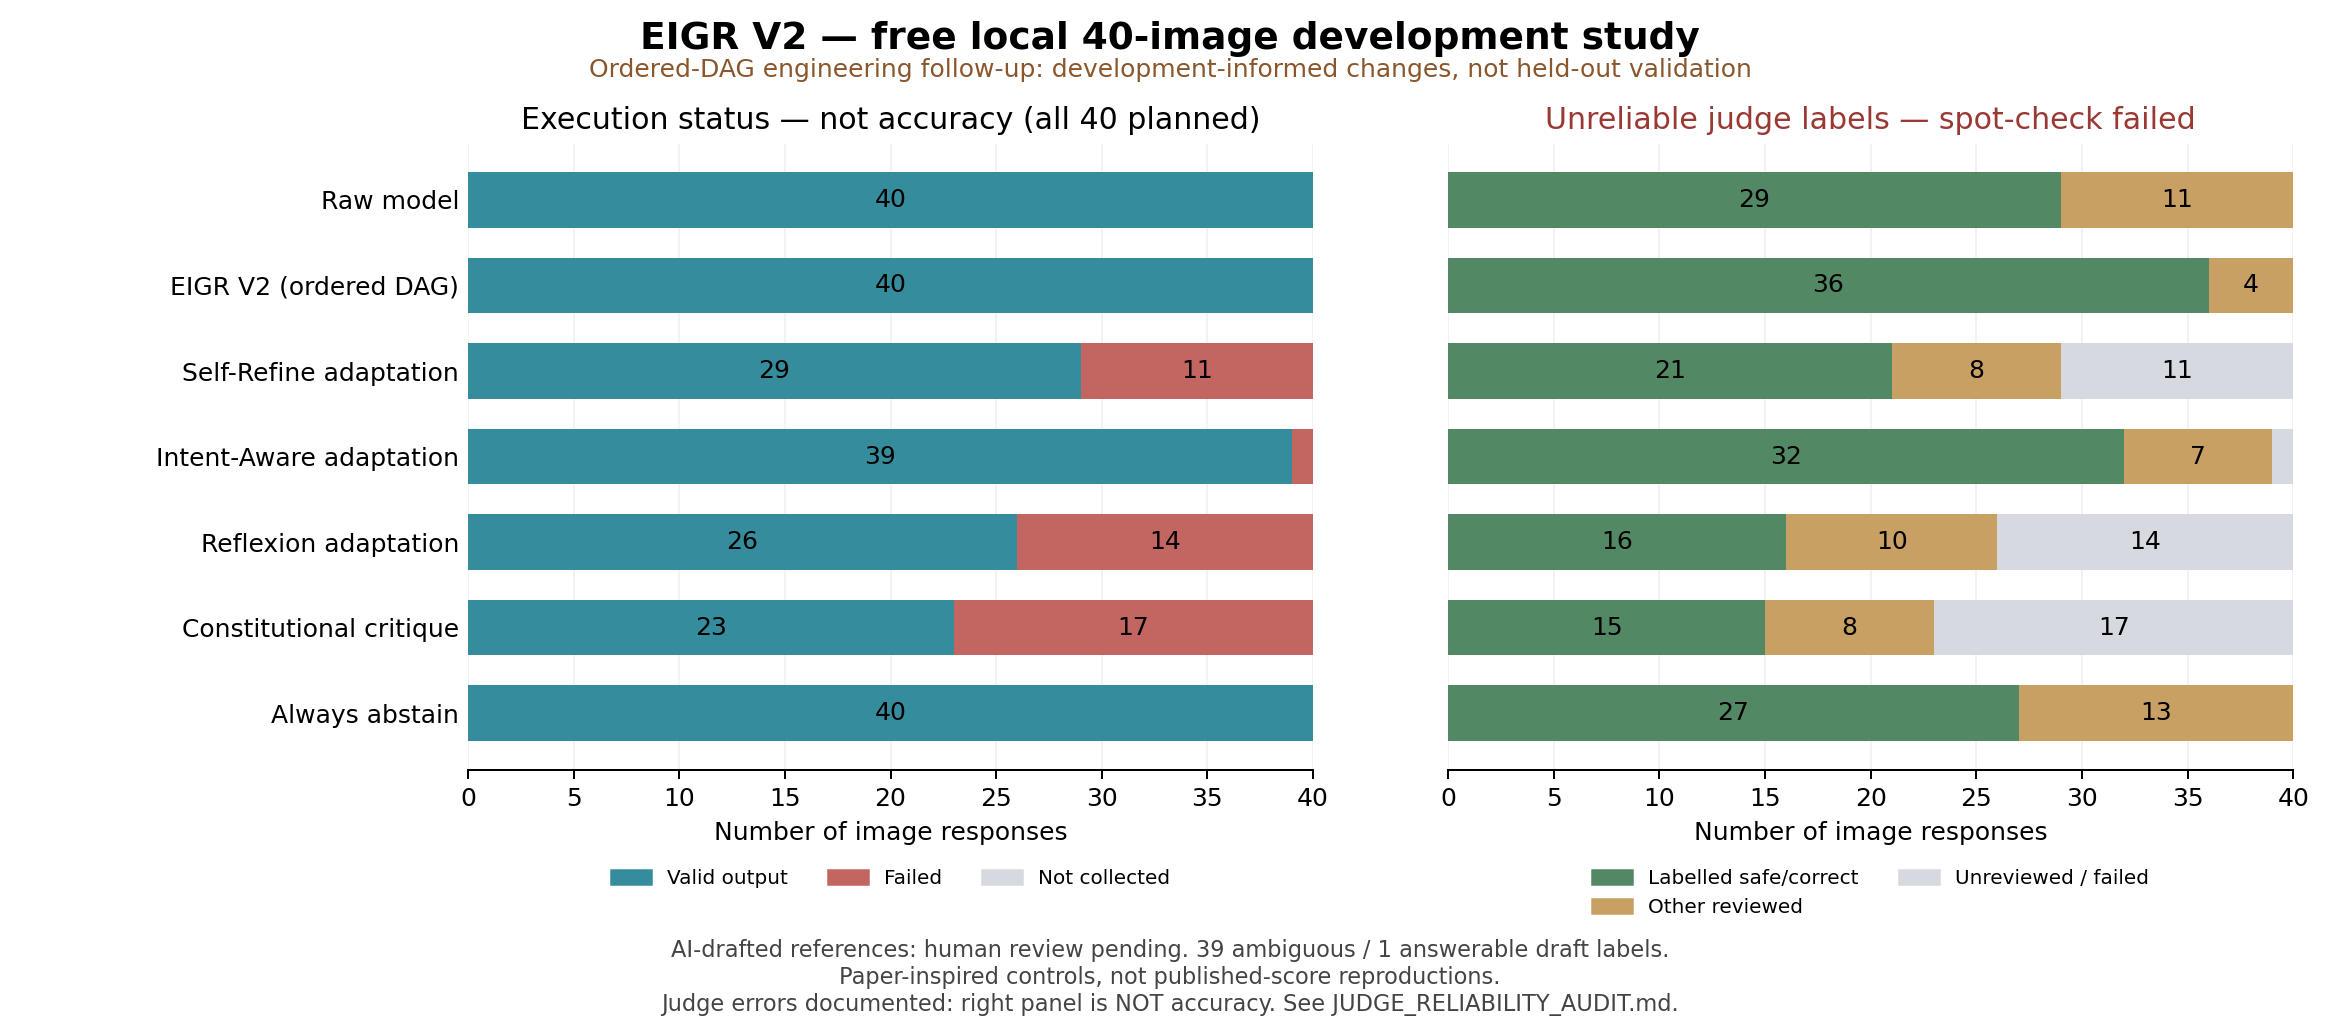 EIGR V2 — free local 40-image development study
Ordered-DAG engineering follow-up: development-informed changes, not held-out validation
Execution status — not accuracy (all 40 planned)
Raw model
40
EIGR V2 (ordered DAG)
40
Self-Refine adaptation
29 11
Intent-Aware adaptation
39
Reflexion adaptation
26 14
Constitutional critique
23 17
Always abstain
40
0 5 10 15 20 25 30 35 40
Number of image responses
Valid output Failed Not collected
Unreliable judge labels — spot-check failed
29 11
36 4
21 8 11
32 7
16 10 14
15 8 17
27 13
0 5 10 15 20 25 30 35 40
Number of image responses
Labelled safe/correct Unreviewed / failed
Other reviewed
AI-drafted references: human review pending. 39 ambiguous / 1 answerable draft labels.
Paper-inspired controls, not published-score reproductions.
Judge errors documented: right panel is NOT accuracy. See JUDGE_RELIABILITY_AUDIT.md.